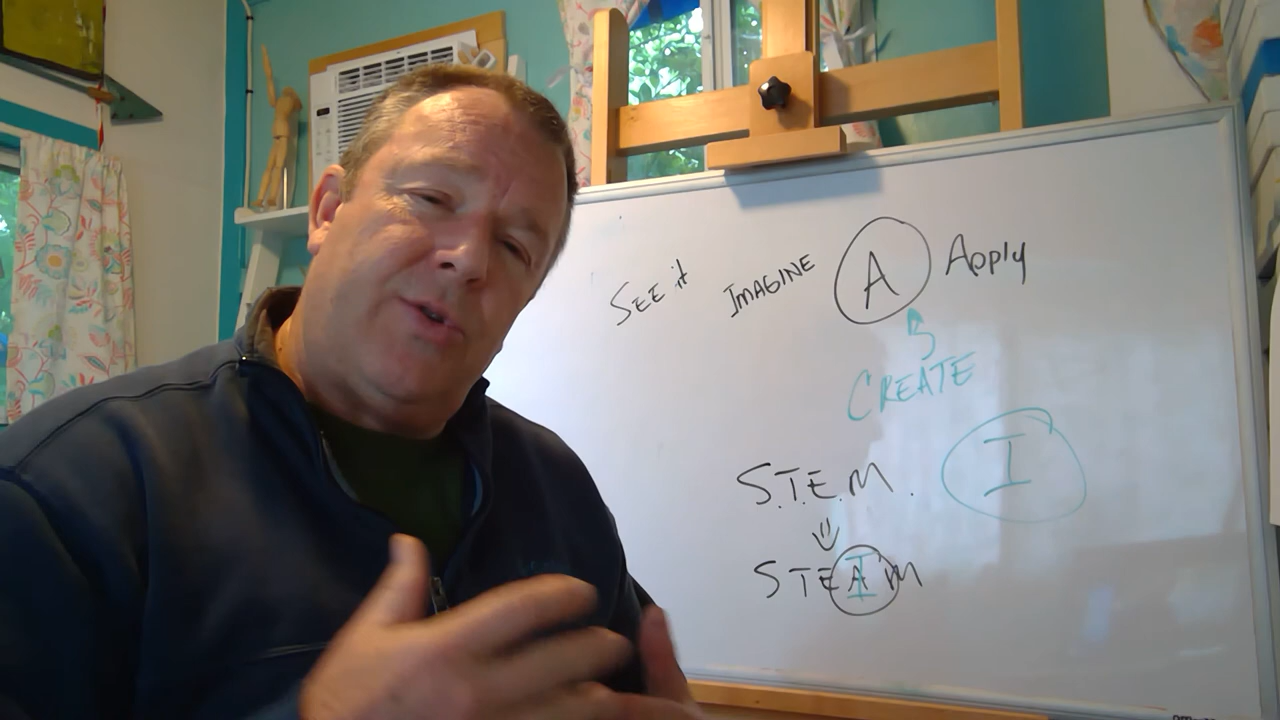 SEE it IMAGINE A Apply
CREATE
S.T.E.M. I
STEAM
I